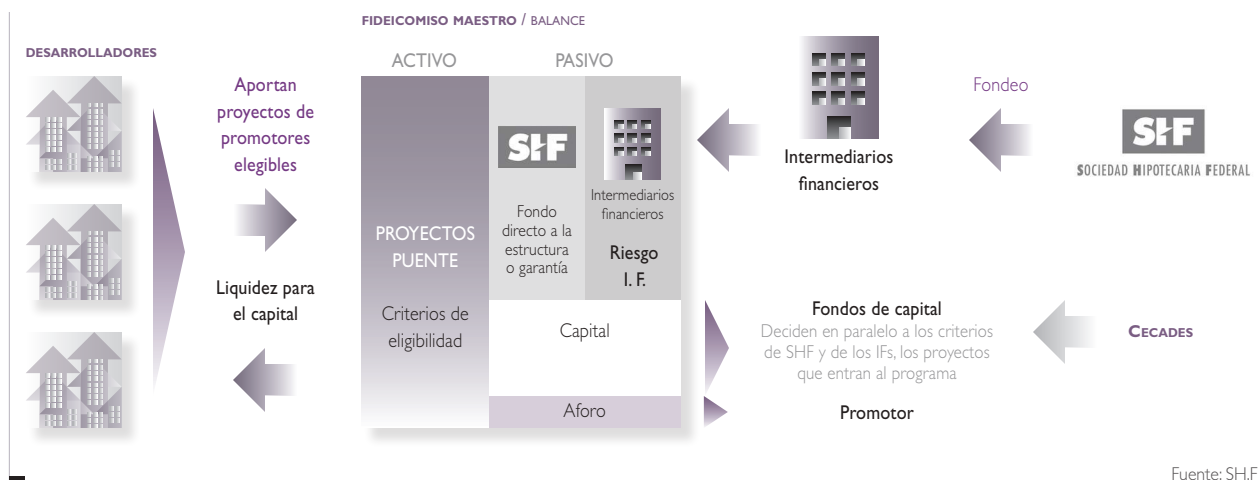 FIDEICOMISO MAESTRO / BALANCE
DESARROLLADORES
Aportan
proyectos de
promotores
elegibles
Liquidez para
el capital
ACTIVO
PASIVO
PROYECTOS
PUENTE
Criterios de
eligibilidad
SHF
Fondo
directo a la
estructura
o garantía
Intermediarios
financieros
Riesgo
I. F.
Capital
Aforo
Intermediarios
financieros
Fondeo
SHF
SOCIEDAD HIPOTECARIA FEDERAL
Fondos de capital
Deciden en paralelo a los criterios
de SHF y de los IFs, los proyectos
que entran al programa
CECADES
Promotor
Fuente: SH.F